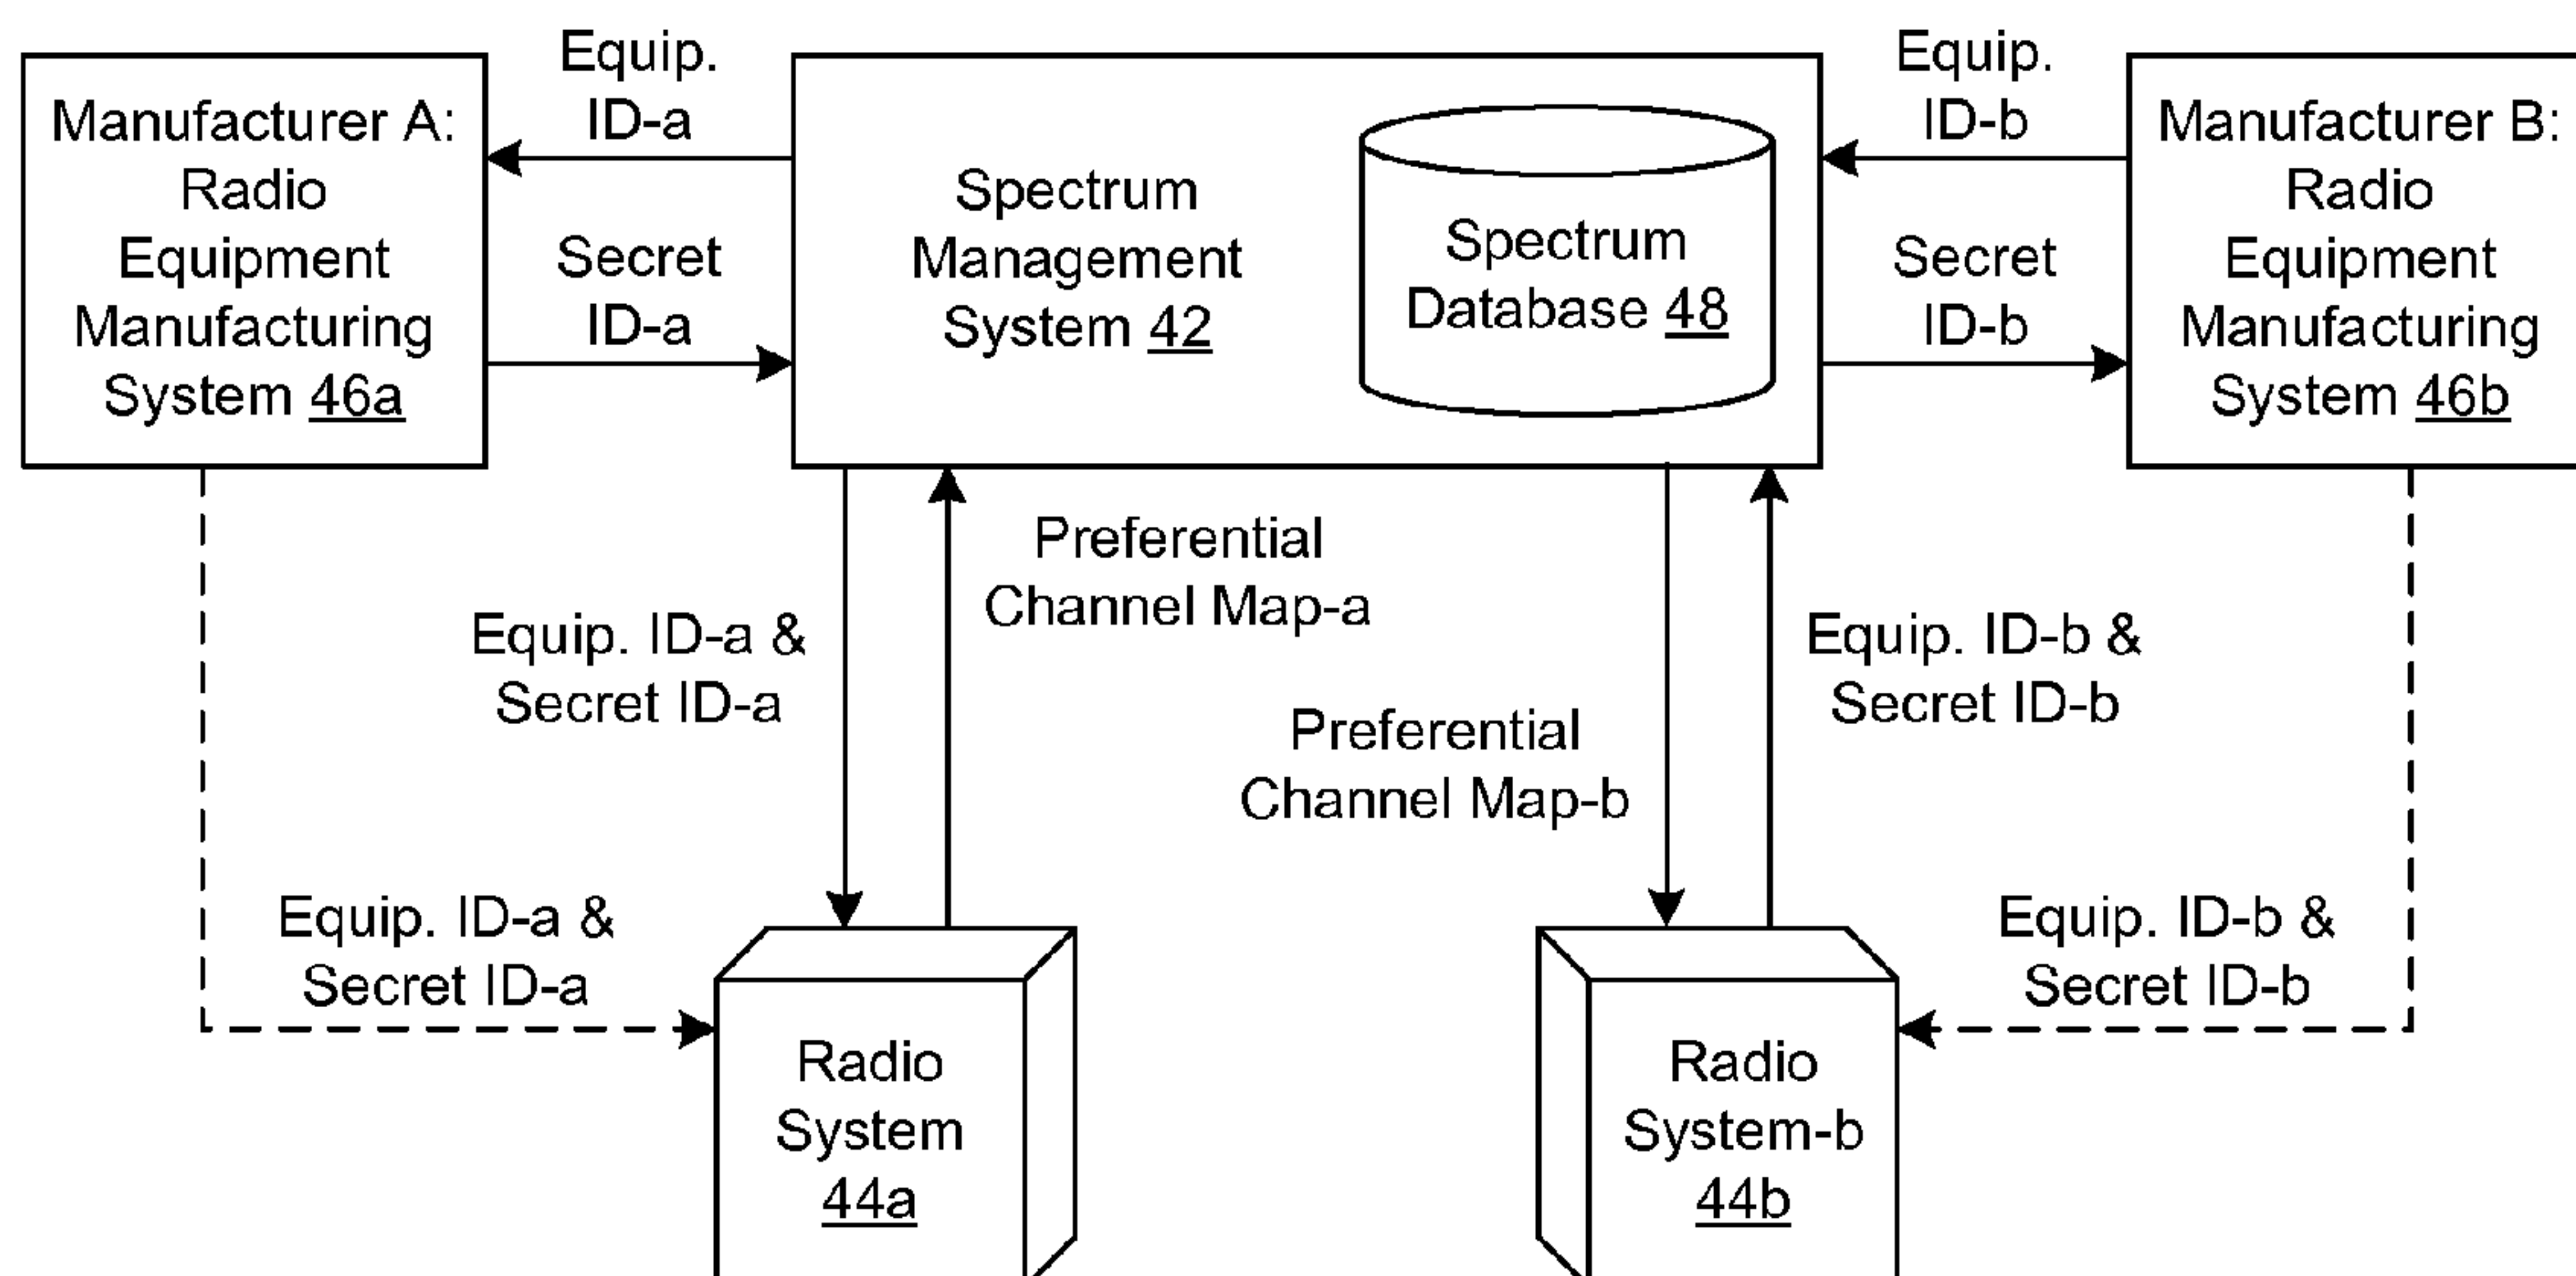 Manufacturer A:
Radio
Equipment
Manufacturing
System 46a
Equip.
ID-a
Secret
ID-a
Spectrum
Management
System 42
Spectrum
Database 48
Equip.
ID-b
Secret
ID-b
Manufacturer B:
Radio
Equipment
Manufacturing
System 46b
Equip. ID-a &
Secret ID-a
Preferential
Channel Map-a
Preferential
Channel Map-b
Equip. ID-b &
Secret ID-b
Equip. ID-a &
Secret ID-a
Equip. ID-b &
Secret ID-b
Radio
System
44a
Radio
System-b
44b